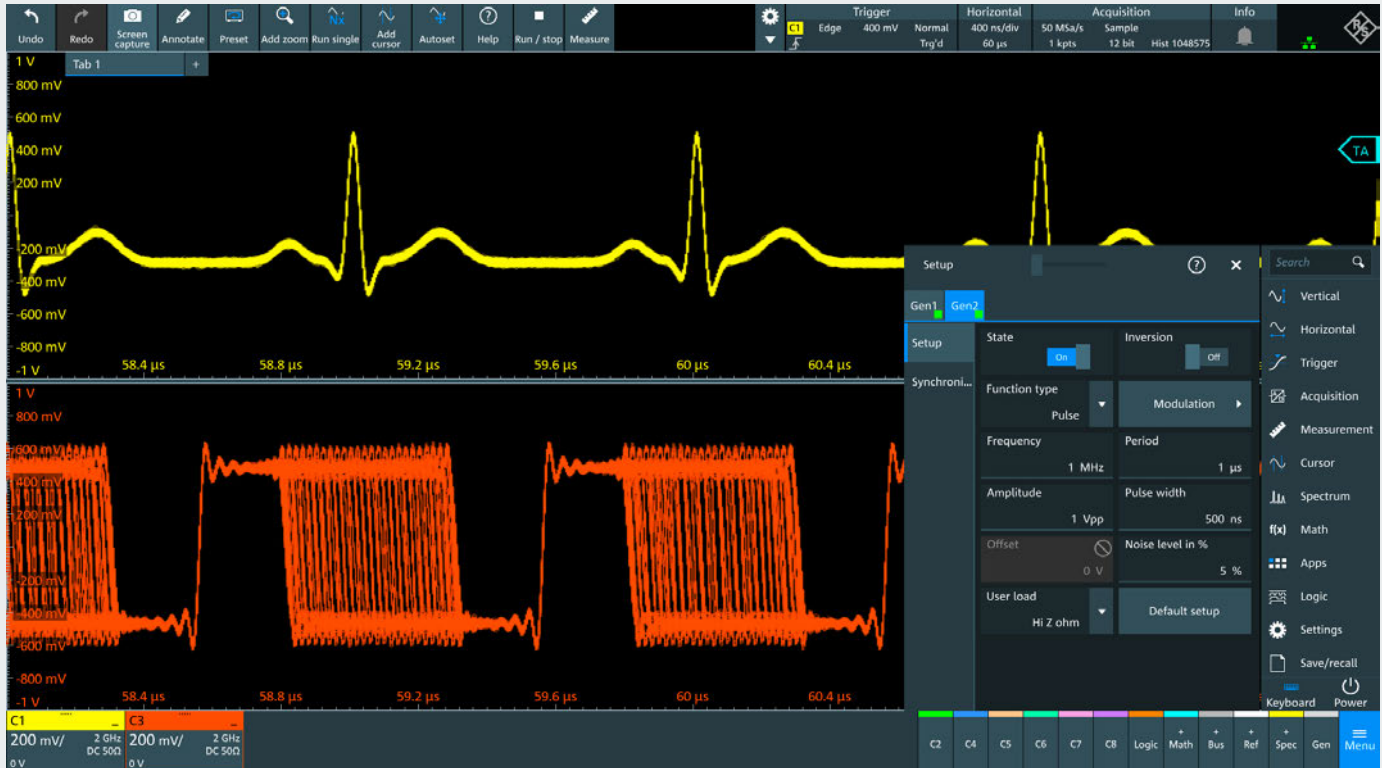 Undo
Redo
Screen capture
Annotate
Preset
Add zoom
Run single
Add cursor
Autoset
Help
Run / stop
Measure
C1
Trigger
Edge 400 mV Normal
Trg'd
Horizontal
400 ns/div
60 µs
Acquisition
50 MSa/s Sample
1 kpts 12 bit Hist 1048575
Info
R&S
Tab 1 +
1 V
800 mV
600 mV
400 mV
200 mV
-200 mV
-400 mV
-600 mV
-800 mV
-1 V
58.4 µs 58.8 µs 59.2 µs 59.6 µs 60 µs 60.4 µs
TA
1 V
800 mV
600 mV
400 mV
200 mV
-200 mV
-400 mV
-600 mV
-800 mV
-1 V
58.4 µs 58.8 µs 59.2 µs 59.6 µs 60 µs 60.4 µs
Setup
Gen1 Gen2
Setup
Synchroni...
State
On
Inversion
Off
Function type
Pulse
Modulation
Frequency
1 MHz
Period
1 µs
Amplitude
1 Vpp
Pulse width
500 ns
Offset
0 V
Noise level in %
5 %
User load
Hi Z ohm
Default setup
Search
Vertical
Horizontal
Trigger
Acquisition
Measurement
Cursor
Spectrum
f(x) Math
Apps
Logic
Settings
Save/recall
Keyboard Power
C1
200 mV/ 2 GHz
DC 50Ω
0 V
C3
200 mV/ 2 GHz
DC 50Ω
0 V
C2 C4 C5 C6 C7 C8 Logic + Math + Bus + Ref + Spec Gen Menu